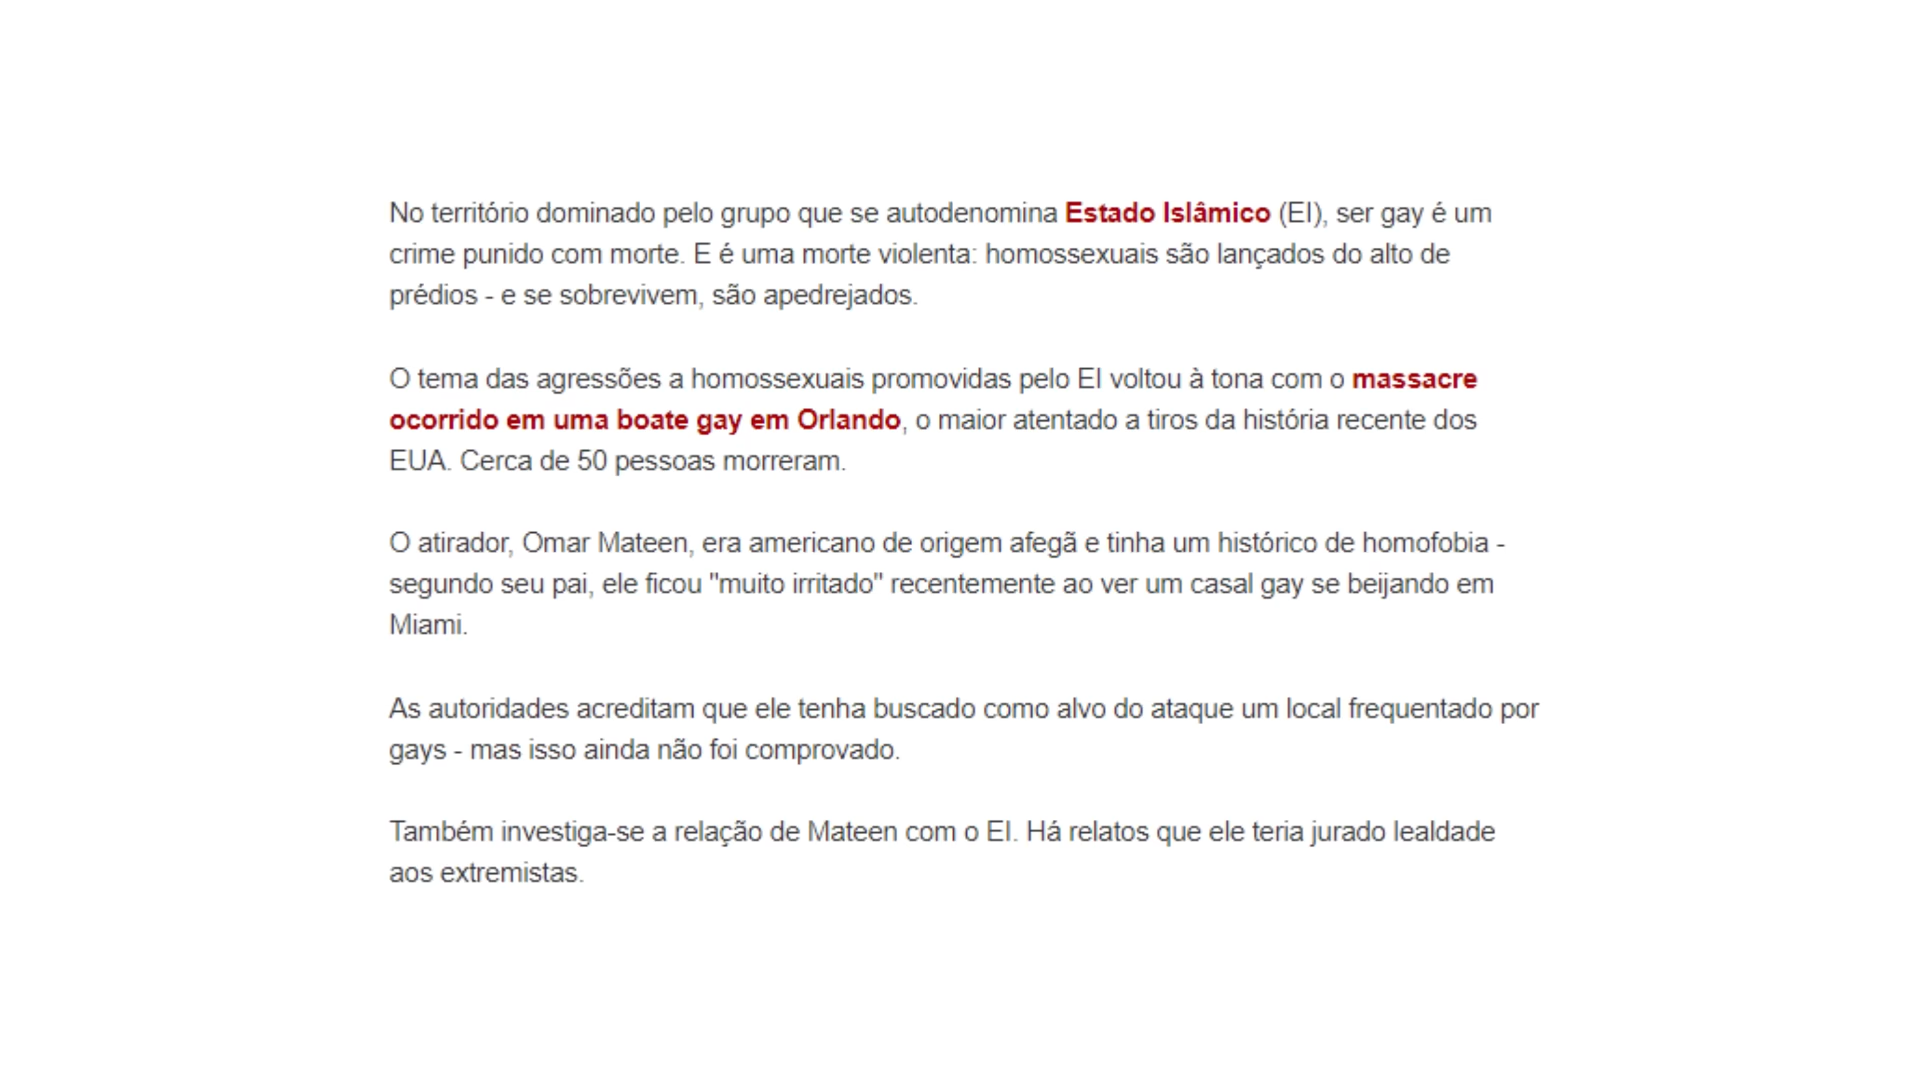 No território dominado pelo grupo que se autodenomina Estado Islâmico (EI), ser gay é um
crime punido com morte. E é uma morte violenta: homossexuais são lançados do alto de
prédios - e se sobrevivem, são apedrejados.
O tema das agressões a homossexuais promovidas pelo EI voltou à tona com o massacre
ocorrido em uma boate gay em Orlando, o maior atentado a tiros da história recente dos
EUA. Cerca de 50 pessoas morreram.
O atirador, Omar Mateen, era americano de origem afegã e tinha um histórico de homofobia -
segundo seu pai, ele ficou "muito irritado" recentemente ao ver um casal gay se beijando em
Miami.
As autoridades acreditam que ele tenha buscado como alvo do ataque um local frequentado por
gays - mas isso ainda não foi comprovado.
Também investiga-se a relação de Mateen com o EI. Há relatos que ele teria jurado lealdade
aos extremistas.